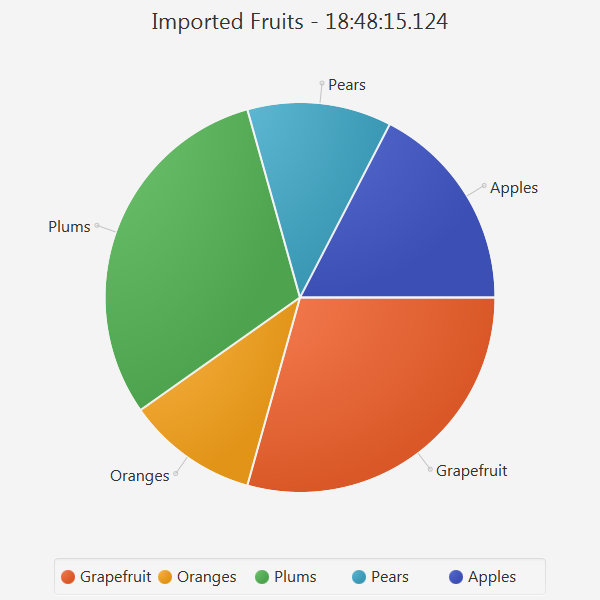 Imported Fruits - 18:48:15.124
Pears
Apples
Plums
Oranges
Grapefruit
Grapefruit Oranges Plums Pears Apples